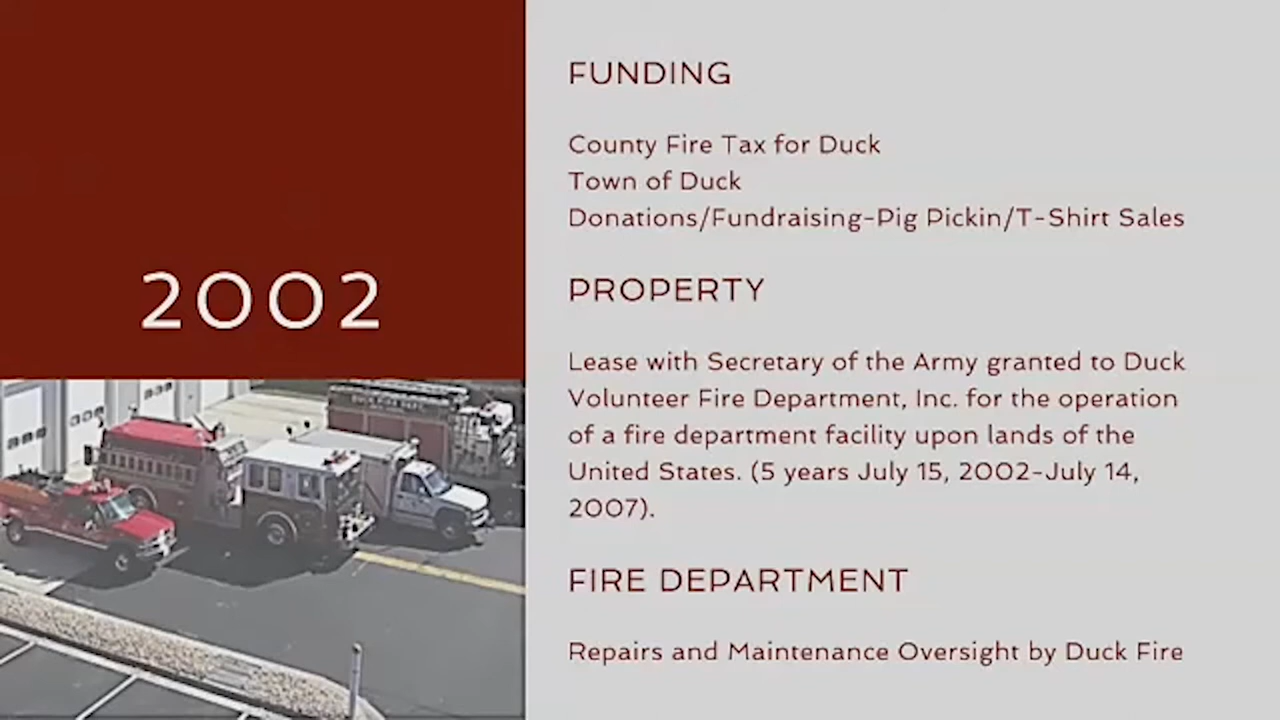 2002
FUNDING
County Fire Tax for Duck
Town of Duck
Donations/Fundraising-Pig Pickin/T-Shirt Sales
PROPERTY
Lease with Secretary of the Army granted to Duck
Volunteer Fire Department, Inc. for the operation
of a fire department facility upon lands of the
United States. (5 years July 15, 2002-July 14,
2007).
FIRE DEPARTMENT
Repairs and Maintenance Oversight by Duck Fire